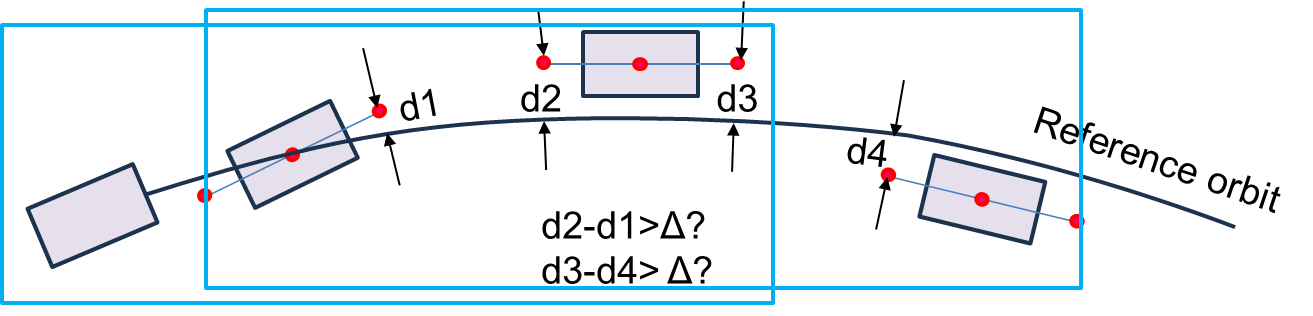 d1
d2
d3
d4
Reference orbit
d2-d1>Δ?
d3-d4> Δ?